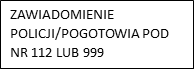 ZAWIADOMIENIE
POLICJI/POGOTOWIA POD
NR 112 LUB 999